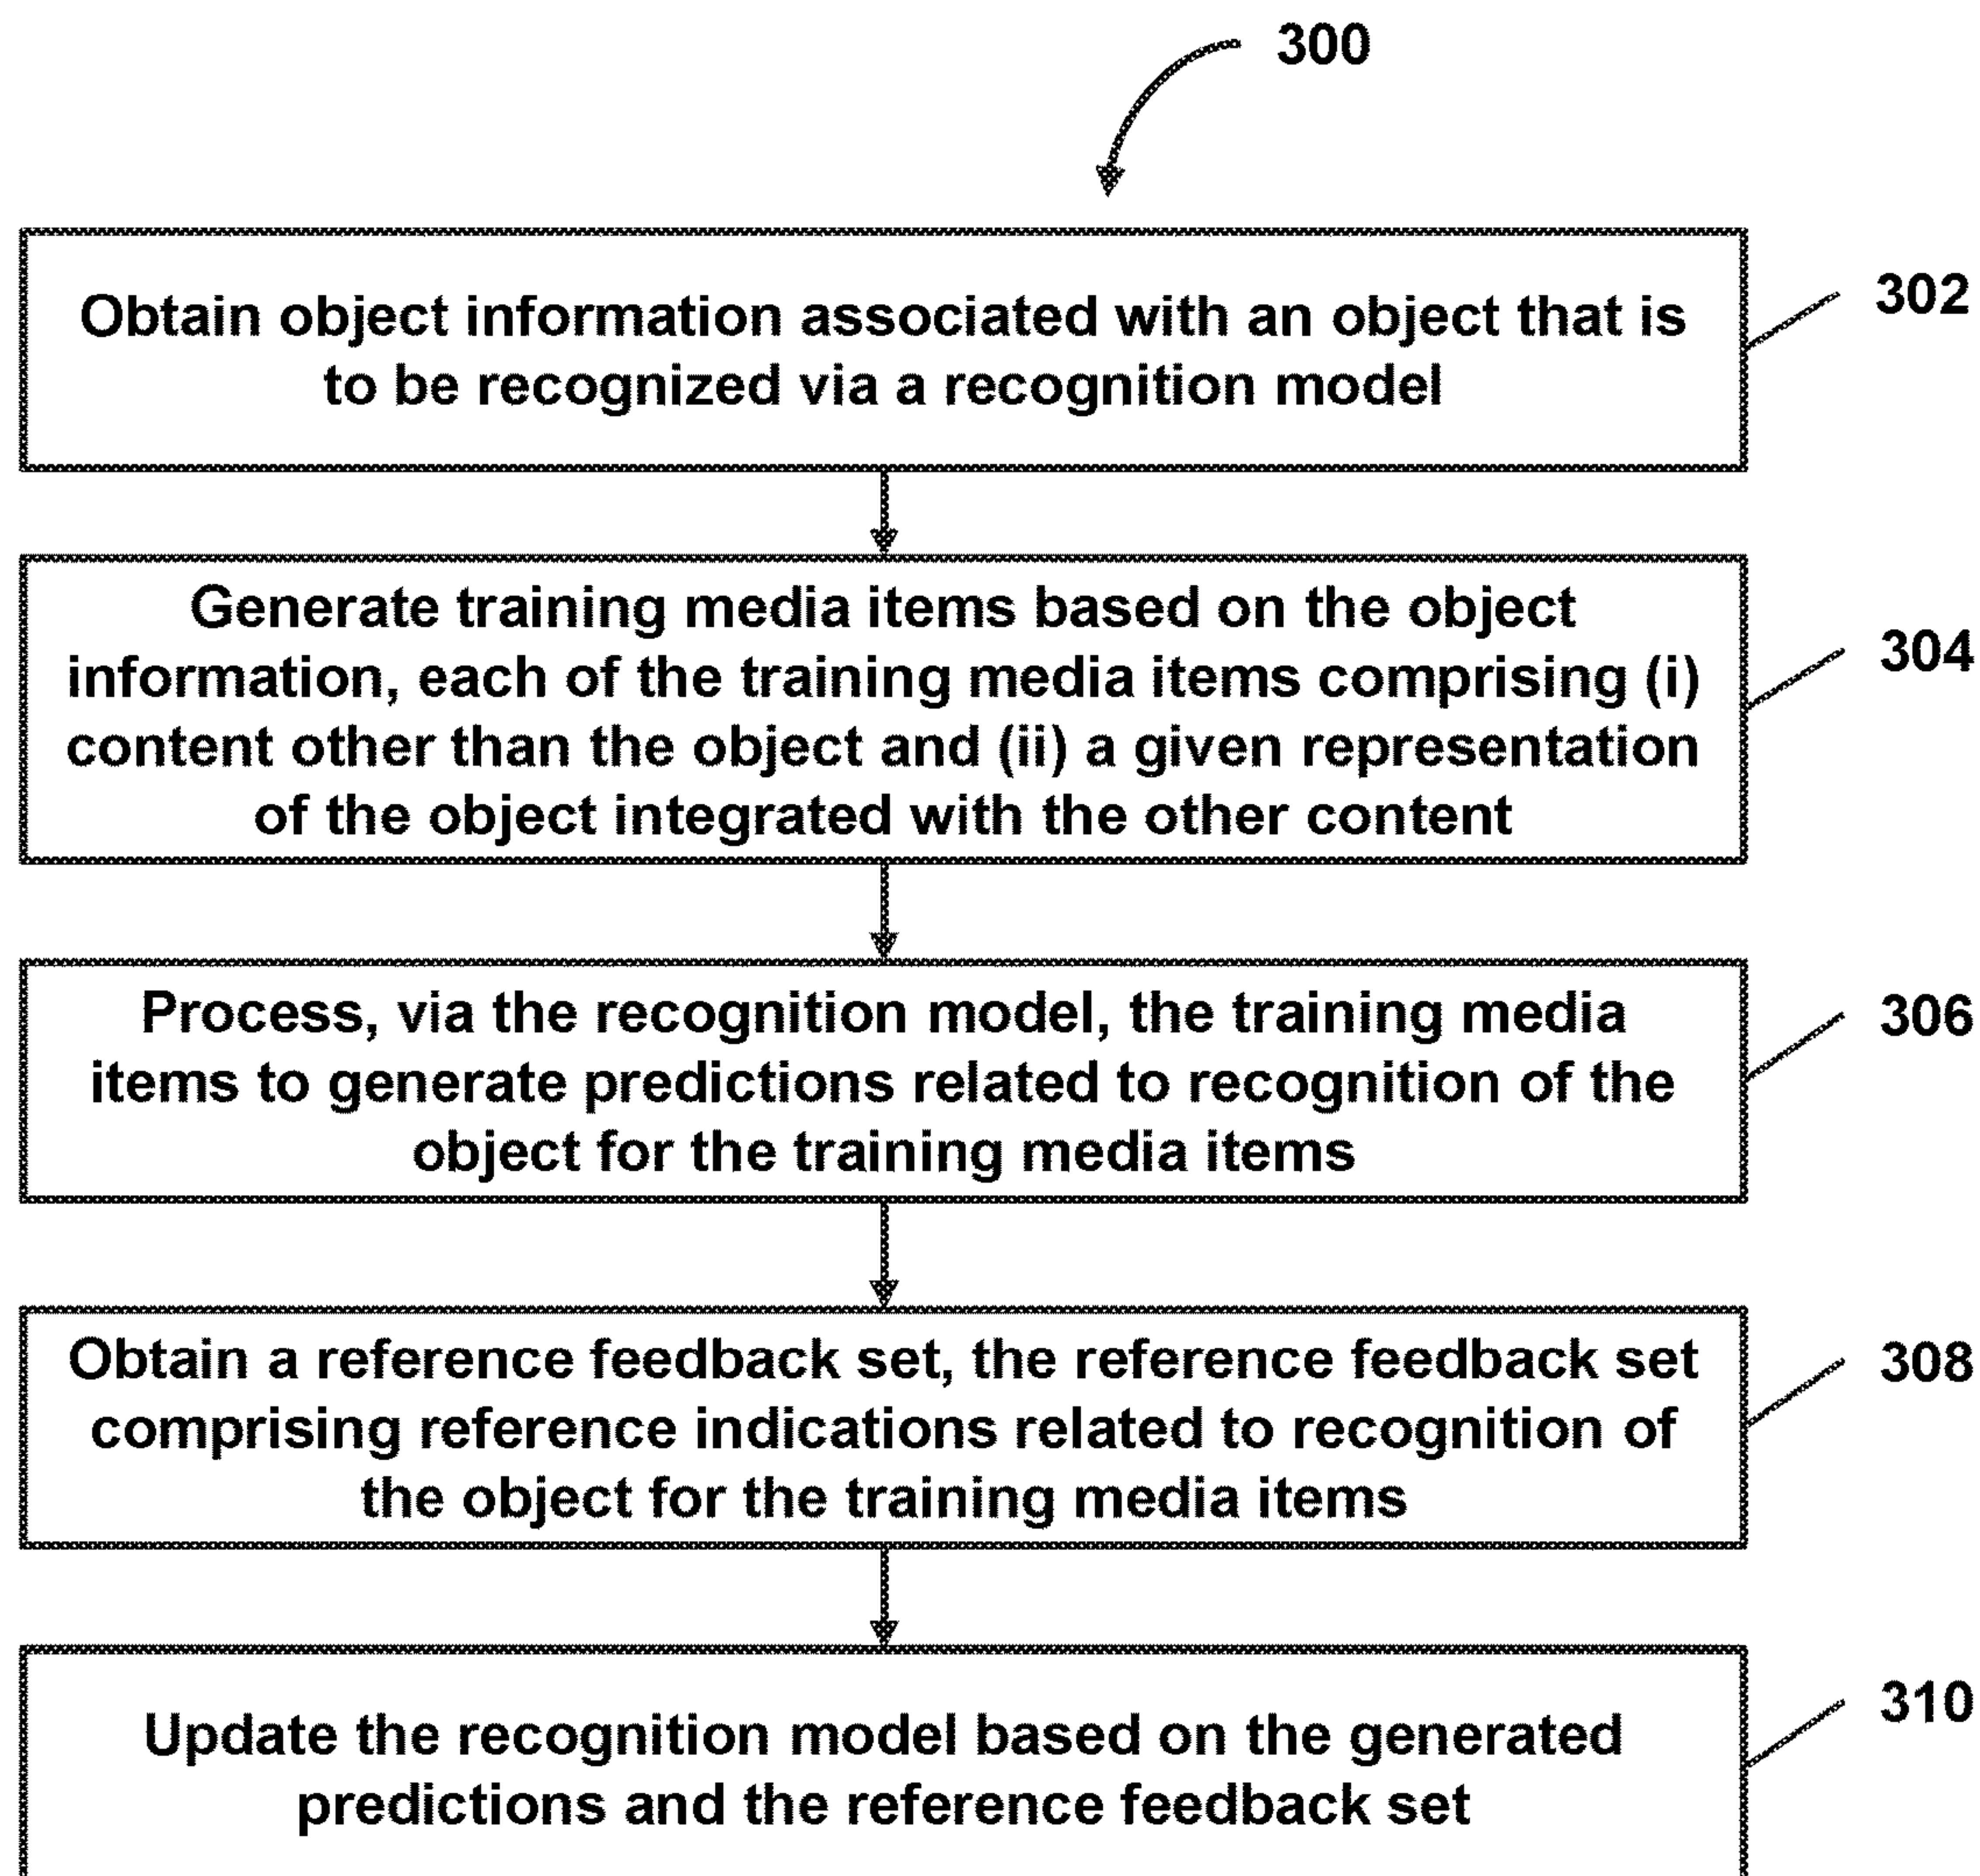 300
Obtain object information associated with an object that is
to be recognized via a recognition model
302
Generate training media items based on the object
information, each of the training media items comprising (i)
content other than the object and (ii) a given representation
of the object integrated with the other content
304
Process, via the recognition model, the training media
items to generate predictions related to recognition of the
object for the training media items
306
Obtain a reference feedback set, the reference feedback set
comprising reference indications related to recognition of
the object for the training media items
308
Update the recognition model based on the generated
predictions and the reference feedback set
310